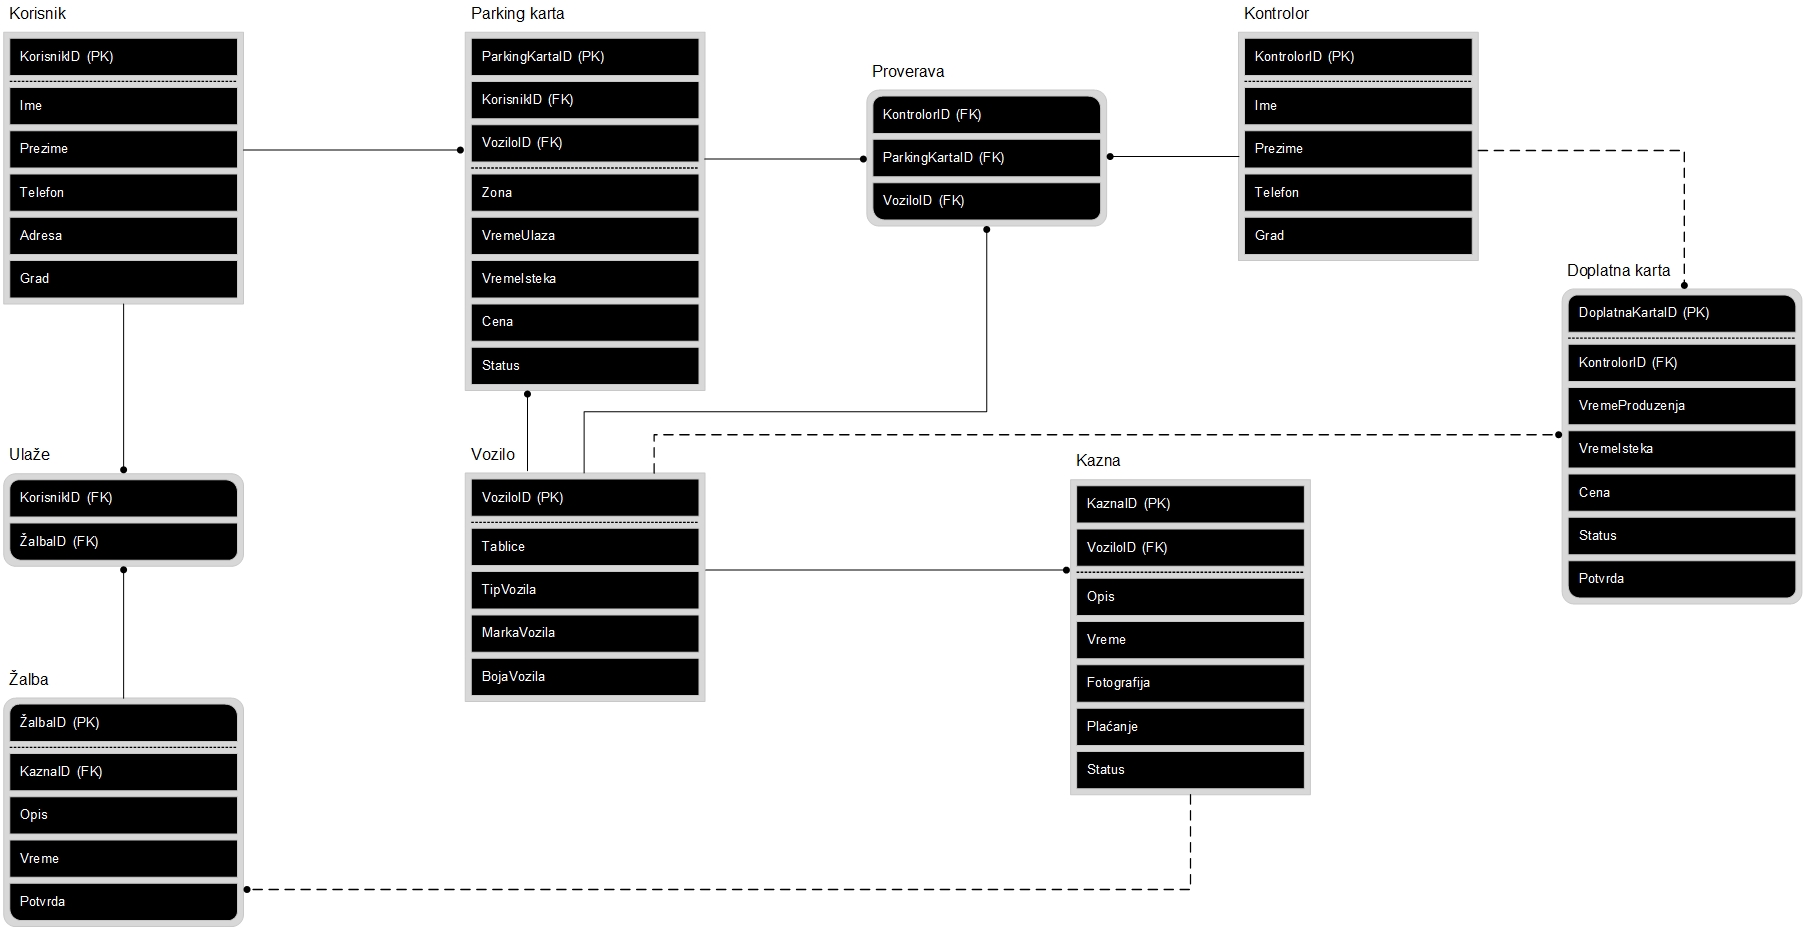 Korisnik
KorisnikID (PK)
Ime
Prezime
Telefon
Adresa
Grad
Parking karta
ParkingKartaID (PK)
KorisnikID (FK)
VoziloID (FK)
Zona
VremeUlaza
VremeIsteka
Cena
Status
Proverava
KontrolorID (FK)
ParkingKartaID (FK)
VoziloID (FK)
Kontrolor
KontrolorID (PK)
Ime
Prezime
Telefon
Grad
Doplatna karta
DoplatnaKartaID (PK)
KontrolorID (FK)
VremeProduzenja
VremeIsteka
Cena
Status
Potvrda
Ulaže
KorisnikID (FK)
ŽalbaID (FK)
Vozilo
VoziloID (PK)
Tablice
TipVozila
MarkaVozila
BojaVozila
Kazna
KaznaID (PK)
VoziloID (FK)
Opis
Vreme
Fotografija
Plaćanje
Status
Žalba
ŽalbaID (PK)
KaznaID (FK)
Opis
Vreme
Potvrda